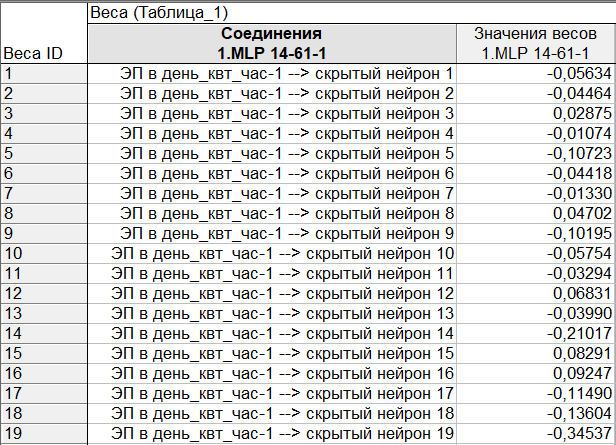 Веса (Таблица_1)
Веса ID Соединения 1.MLP 14-61-1 Значения весов 1.MLP 14-61-1
1 ЭП в день_квт_час-1 --> скрытый нейрон 1 -0,05634
2 ЭП в день_квт_час-1 --> скрытый нейрон 2 -0,04464
3 ЭП в день_квт_час-1 --> скрытый нейрон 3 0,02875
4 ЭП в день_квт_час-1 --> скрытый нейрон 4 -0,01074
5 ЭП в день_квт_час-1 --> скрытый нейрон 5 -0,10723
6 ЭП в день_квт_час-1 --> скрытый нейрон 6 -0,04418
7 ЭП в день_квт_час-1 --> скрытый нейрон 7 -0,01330
8 ЭП в день_квт_час-1 --> скрытый нейрон 8 0,04702
9 ЭП в день_квт_час-1 --> скрытый нейрон 9 -0,10195
10 ЭП в день_квт_час-1 --> скрытый нейрон 10 -0,05754
11 ЭП в день_квт_час-1 --> скрытый нейрон 11 -0,03294
12 ЭП в день_квт_час-1 --> скрытый нейрон 12 0,06831
13 ЭП в день_квт_час-1 --> скрытый нейрон 13 -0,03990
14 ЭП в день_квт_час-1 --> скрытый нейрон 14 -0,21017
15 ЭП в день_квт_час-1 --> скрытый нейрон 15 0,08291
16 ЭП в день_квт_час-1 --> скрытый нейрон 16 0,09247
17 ЭП в день_квт_час-1 --> скрытый нейрон 17 -0,11490
18 ЭП в день_квт_час-1 --> скрытый нейрон 18 -0,13604
19 ЭП в день_квт_час-1 --> скрытый нейрон 19 -0,34537